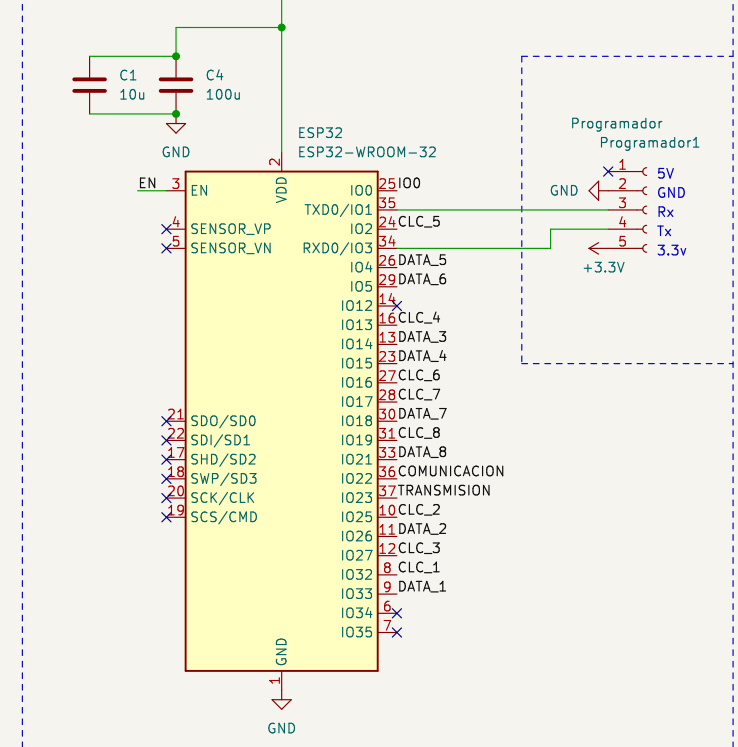 C1
10u
C4
100u
GND
ESP32
ESP32-WROOM-32
2
VDD
EN 3 EN
4 SENSOR_VP
5 SENSOR_VN
21 SDO/SD0
22 SDI/SD1
17 SHD/SD2
18 SWP/SD3
20 SCK/CLK
19 SCS/CMD
IO0 25 IO0
TXD0/IO1 35
IO2 24 CLC_5
RXD0/IO3 34
IO4 26 DATA_5
IO5 29 DATA_6
IO12 14
IO13 16 CLC_4
IO14 13 DATA_3
IO15 23 DATA_4
IO16 27 CLC_6
IO17 28 CLC_7
IO18 30 DATA_7
IO19 31 CLC_8
IO21 33 DATA_8
IO22 36 COMUNICACION
IO23 37 TRANSMISION
IO25 10 CLC_2
IO26 11 DATA_2
IO27 12 CLC_3
IO32 8 CLC_1
IO33 9 DATA_1
IO34 6
IO35 7
GND
1
GND
Programador
Programador1
1 5V
GND 2 GND
3 Rx
4 Tx
5 3.3v
+3.3V